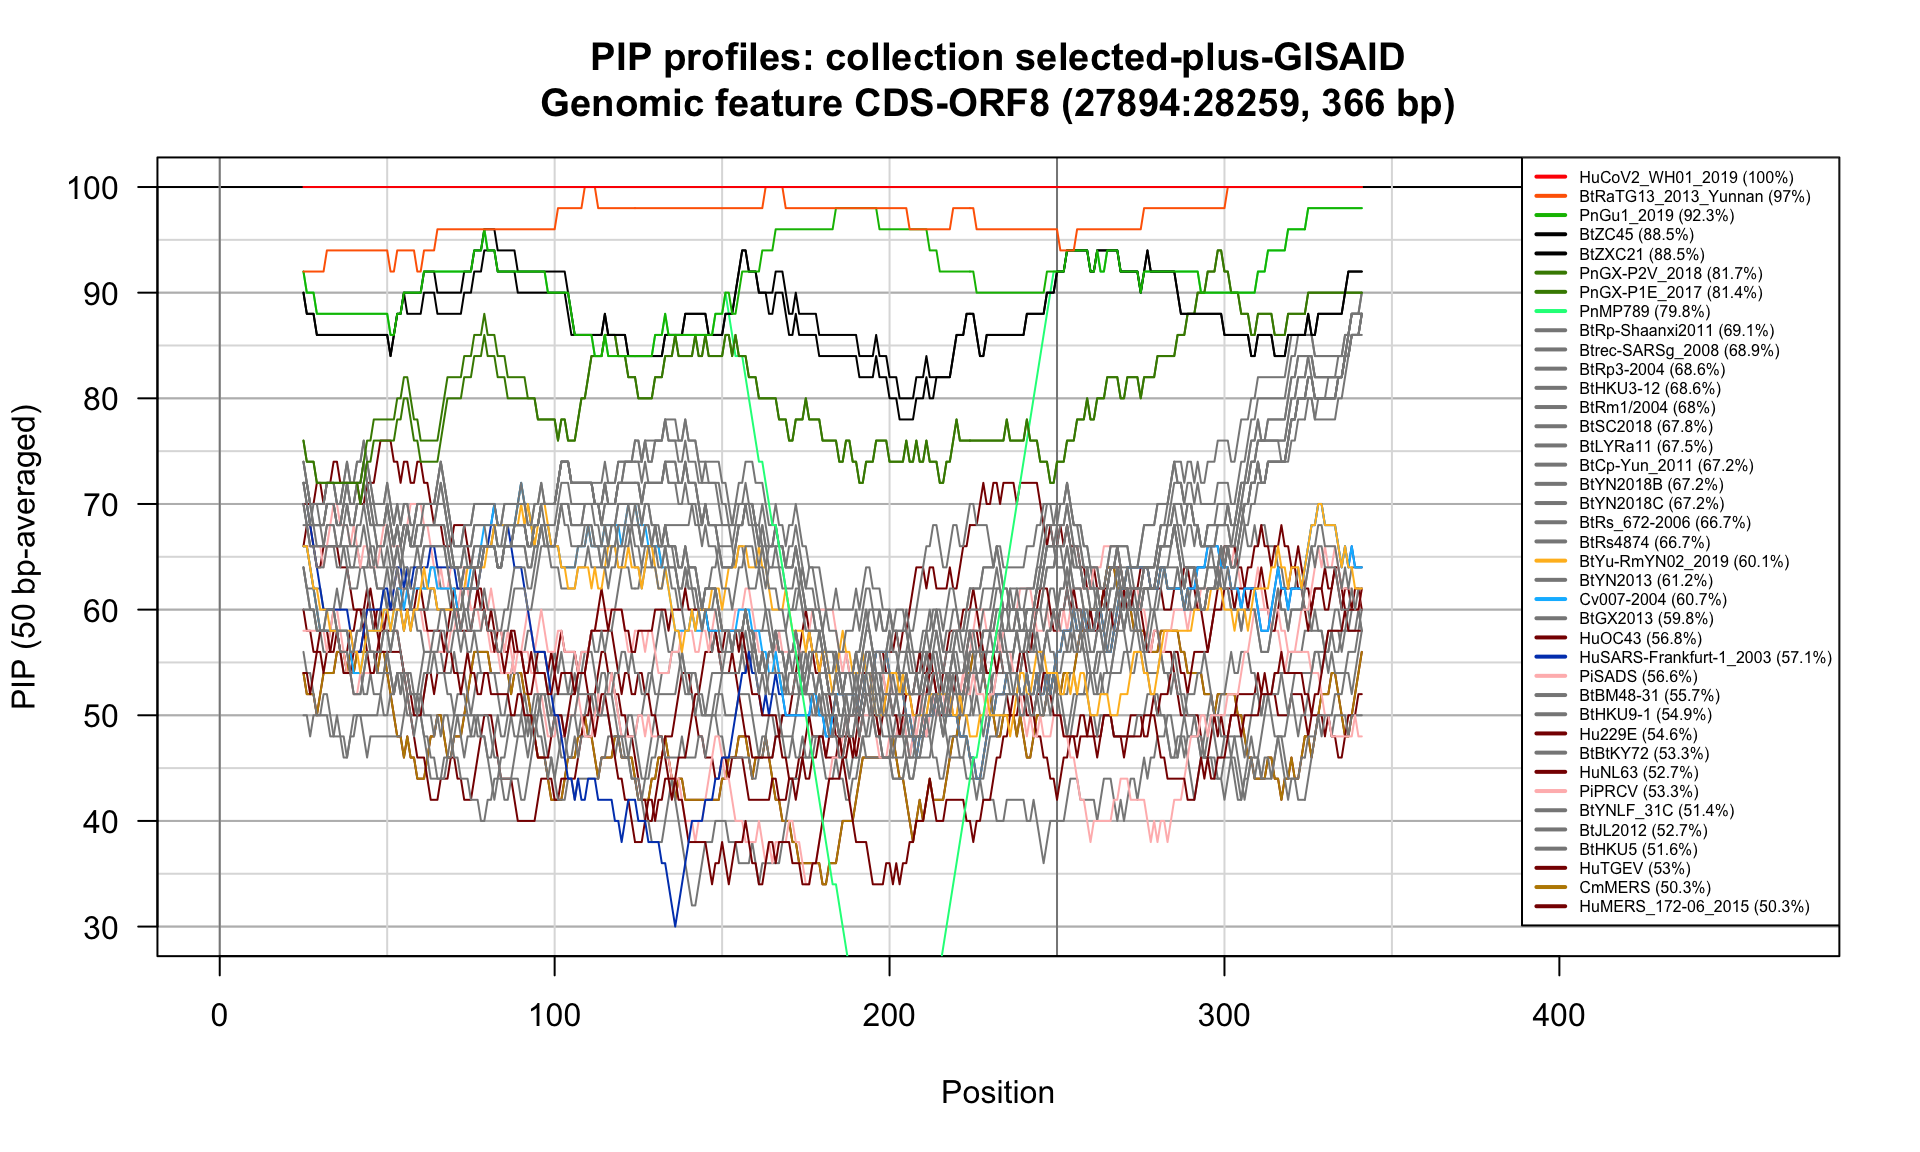 PIP profiles: collection selected-plus-GISAID
Genomic feature CDS-ORF8 (27894:28259, 366 bp)
PIP (50 bp-averaged)
100
90
80
70
60
50
40
30
0
100
200
300
400
Position
HuCoV2_WH01_2019 (100%)
BtRaTG13_2013_Yunnan (97%)
PnGu1_2019 (92.3%)
BtZC45 (88.5%)
BtZXC21 (88.5%)
PnGX-P2V_2018 (81.7%)
PnGX-P1E_2017 (81.4%)
PnMP789 (79.8%)
BtRp-Shaanxi2011 (69.1%)
Btrec-SARSg_2008 (68.9%)
BtRp3-2004 (68.6%)
BtHKU3-12 (68.6%)
BtRm1/2004 (68%)
BtSC2018 (67.8%)
BtLYRa11 (67.5%)
BtCp-Yun_2011 (67.2%)
BtYN2018B (67.2%)
BtYN2018C (67.2%)
BtRs_672-2006 (66.7%)
BtRs4874 (66.7%)
BtYu-RmYN02_2019 (60.1%)
BtYN2013 (61.2%)
Cv007-2004 (60.7%)
BtGX2013 (59.8%)
HuOC43 (56.8%)
HuSARS-Frankfurt-1_2003 (57.1%)
PiSADS (56.6%)
BtBM48-31 (55.7%)
BtHKU9-1 (54.9%)
Hu229E (54.6%)
BtBtKY72 (53.3%)
HuNL63 (52.7%)
PiPRCV (53.3%)
BtYNLF_31C (51.4%)
BtJL2012 (52.7%)
BtHKU5 (51.6%)
HuTGEV (53%)
CmMERS (50.3%)
HuMERS_172-06_2015 (50.3%)